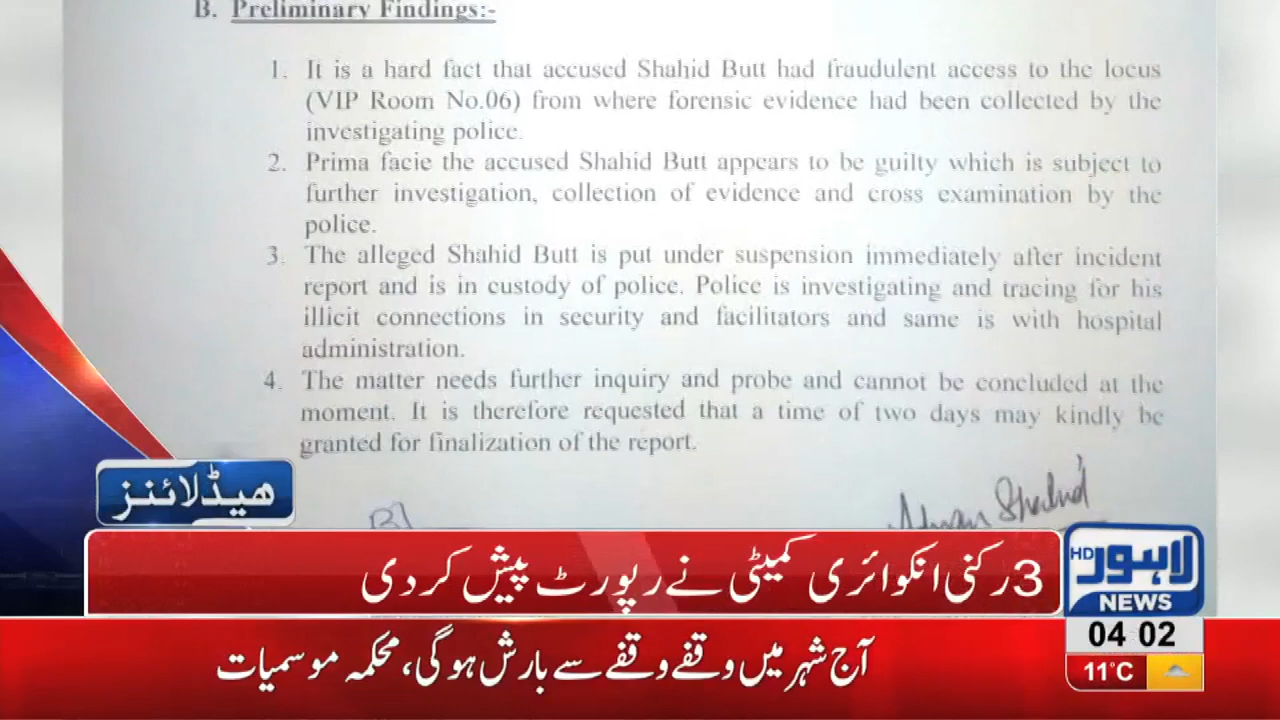 B. Preliminary Findings:-
1. It is a hard fact that accused Shahid Butt had fraudulent access to the locus
(VIP Room No.06) from where forensic evidence had been collected by the
investigating police.
2. Prima facie the accused Shahid Butt appears to be guilty which is subject to
further investigation, collection of evidence and cross examination by the
police.
3. The alleged Shahid Butt is put under suspension immediately after incident
report and is in custody of police. Police is investigating and tracing for his
illicit connections in security and facilitators and same is with hospital
administration.
4. The matter needs further inquiry and probe and cannot be concluded at the
moment. It is therefore requested that a time of two days may kindly be
granted for finalization of the report.
Shahid
ہیڈلائنز
3 رکنی انکوائری کمیٹی نے رپورٹ پیش کردی
HD لاہور
NEWS
04 02
11°C
آج شہر میں وقفے وقفے سے بارش ہوگی، محکمہ موسمیات